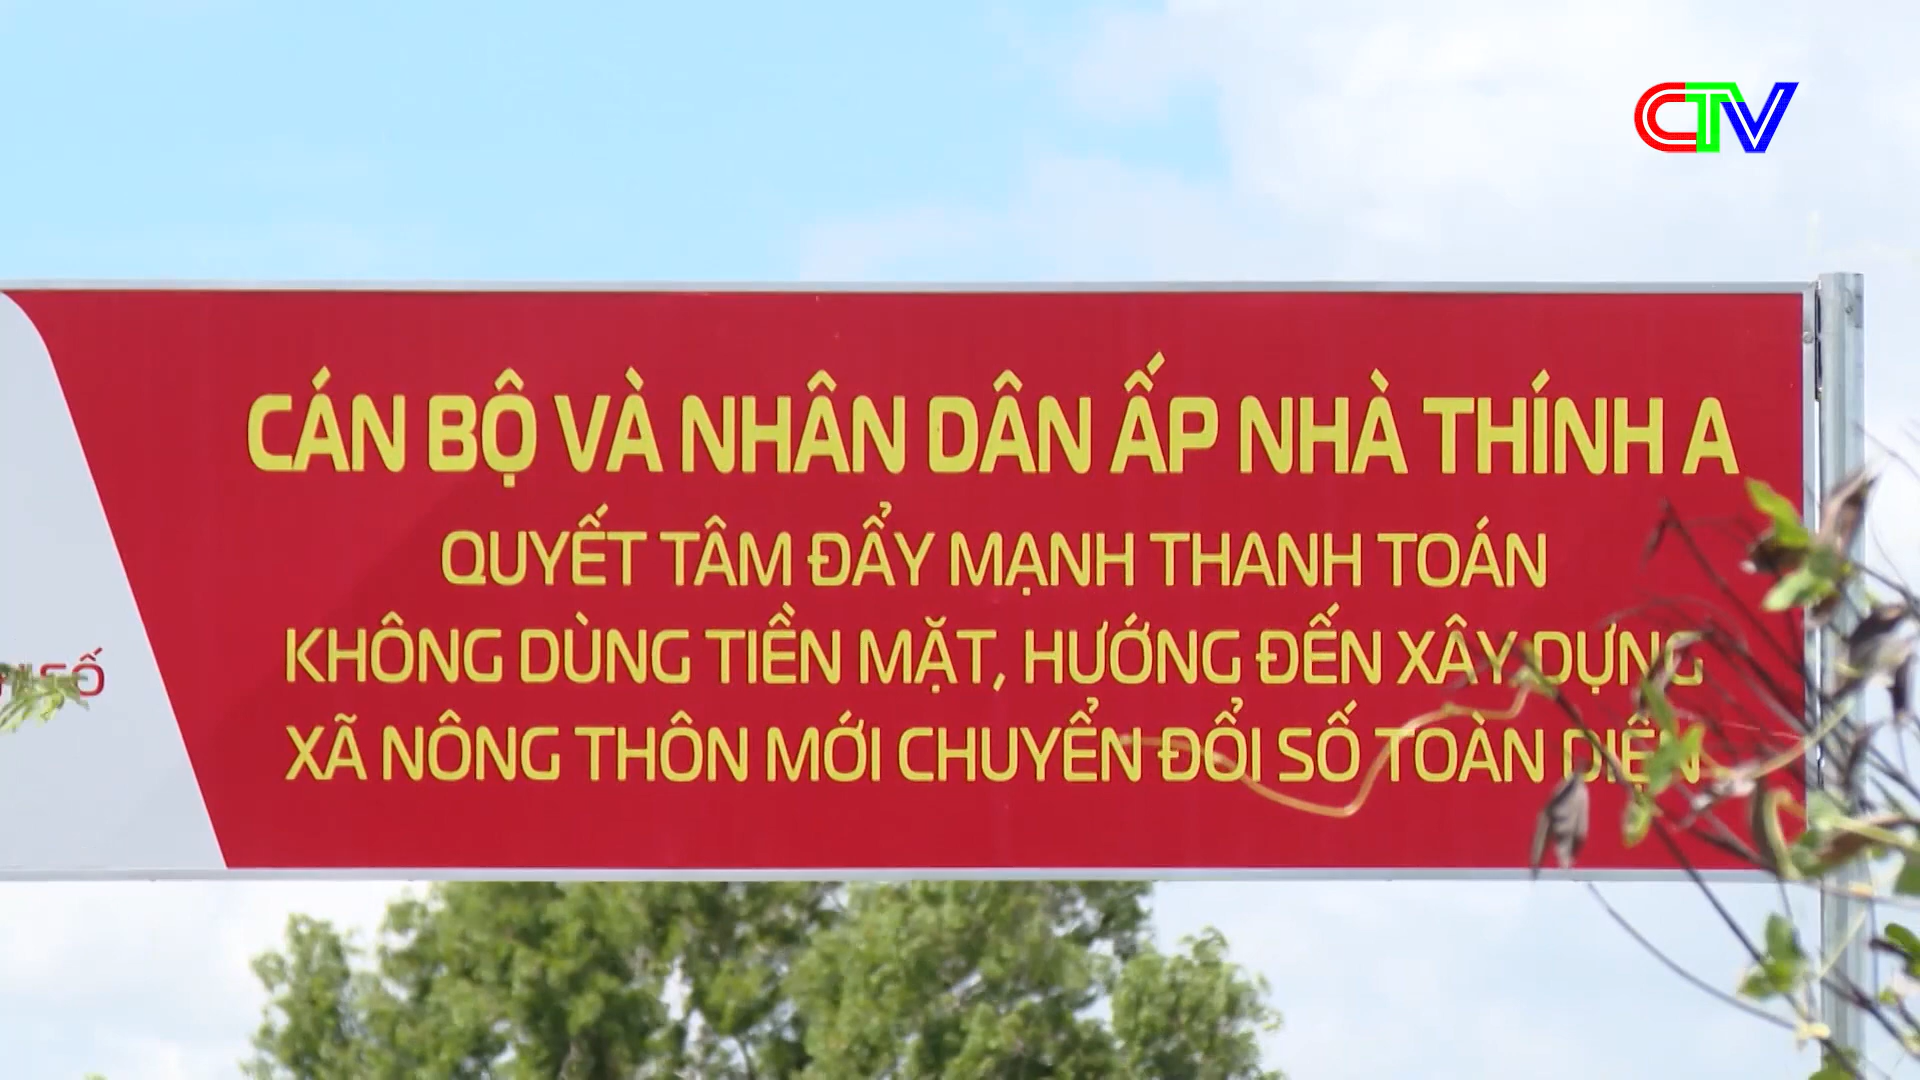 CTV
CÁN BỘ VÀ NHÂN DÂN ẤP NHÀ THÍNH A
QUYẾT TÂM ĐẨY MẠNH THANH TOÁN
KHÔNG DÙNG TIỀN MẶT, HƯỚNG ĐẾN XÂY DỰNG
SỐ
XÃ NÔNG THÔN MỚI CHUYỂN ĐỔI SỐ TOÀN DIỆN